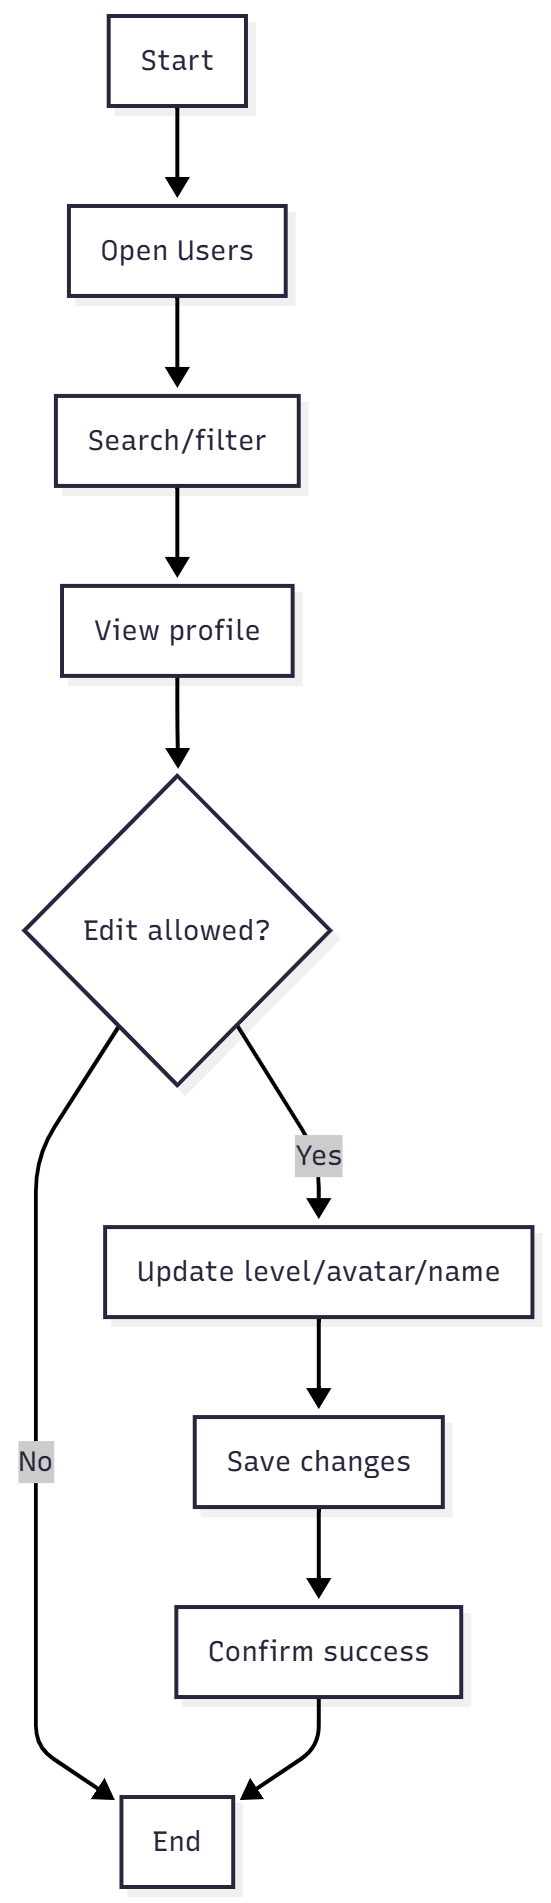 Start
Open Users
Search/filter
View profile
Edit allowed?
Yes
Update level/avatar/name
No
Save changes
Confirm success
End